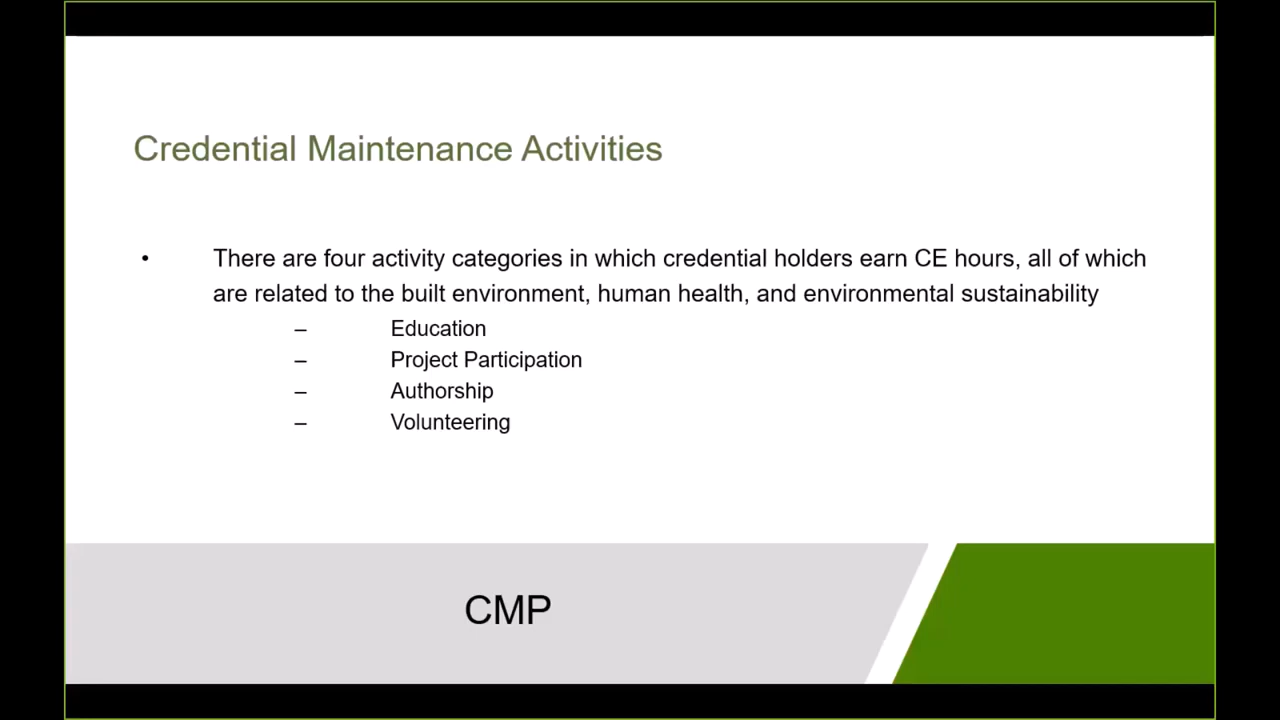 Credential Maintenance Activities
• There are four activity categories in which credential holders earn CE hours, all of which
are related to the built environment, human health, and environmental sustainability
– Education
– Project Participation
– Authorship
– Volunteering
CMP